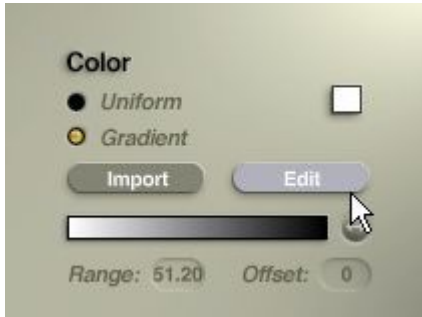 Color
Uniform
Gradient
Import Edit
Range: 51.20 Offset: 0